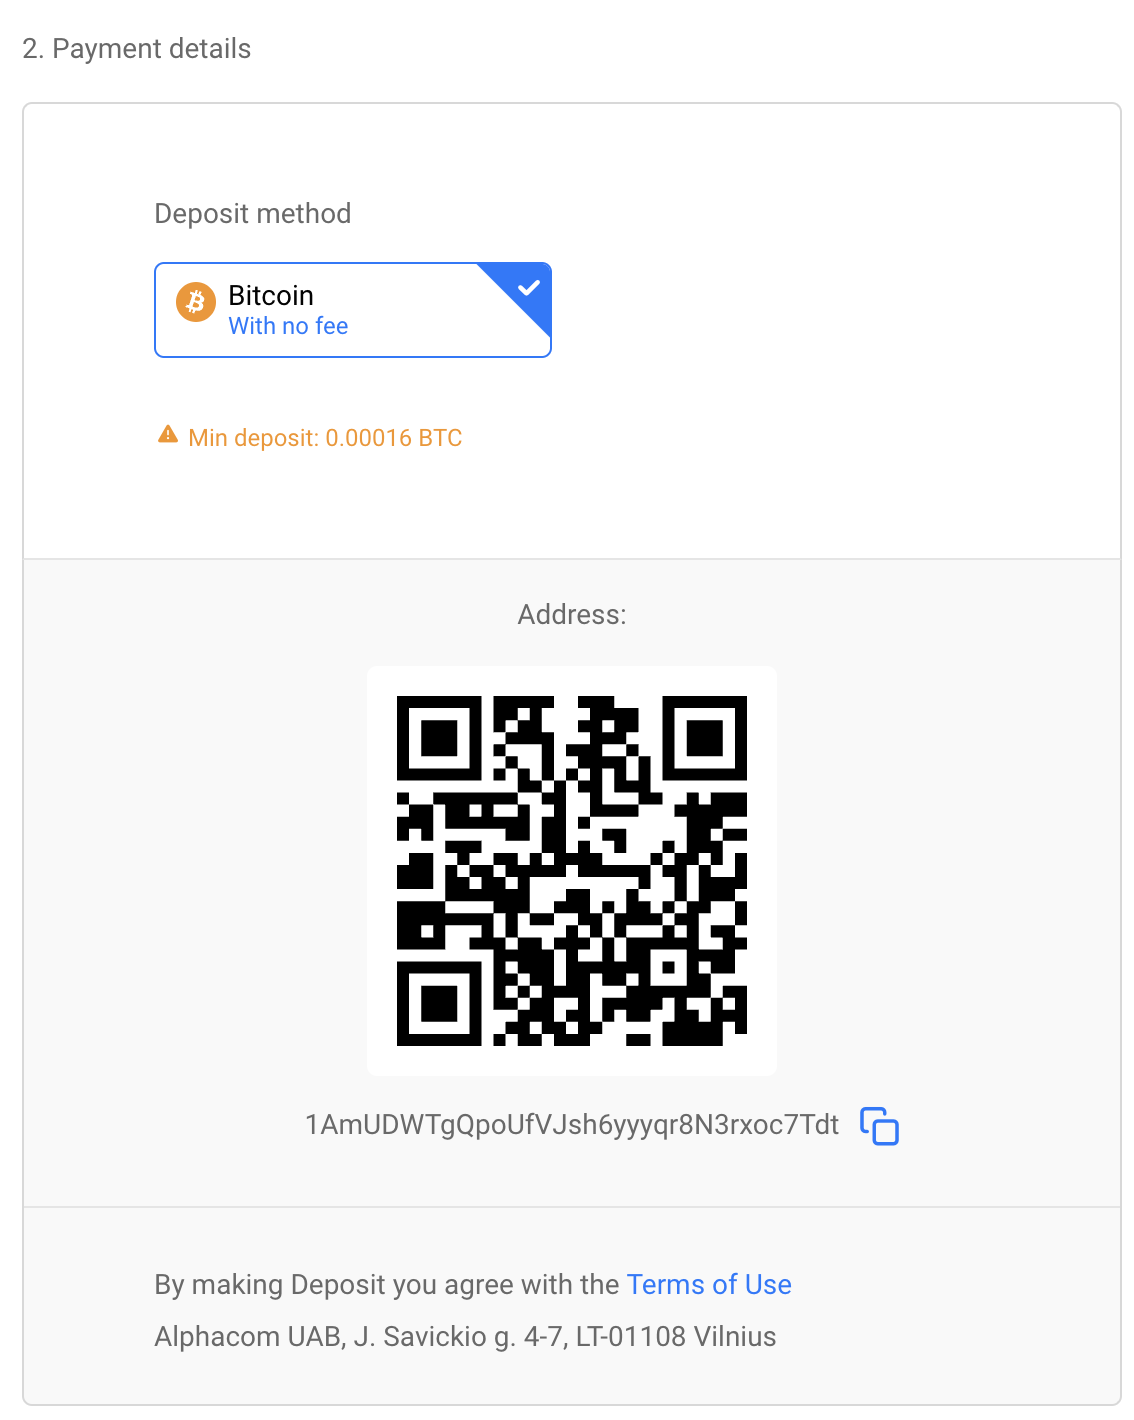 2. Payment details
Deposit method
Bitcoin
With no fee
Min deposit: 0.00016 BTC
Address:
1AmUDWTgQpoUfVJsh6yyyqr8N3rxoc7Tdt
By making Deposit you agree with the Terms of Use
Alphacom UAB, J. Savickio g. 4-7, LT-01108 Vilnius